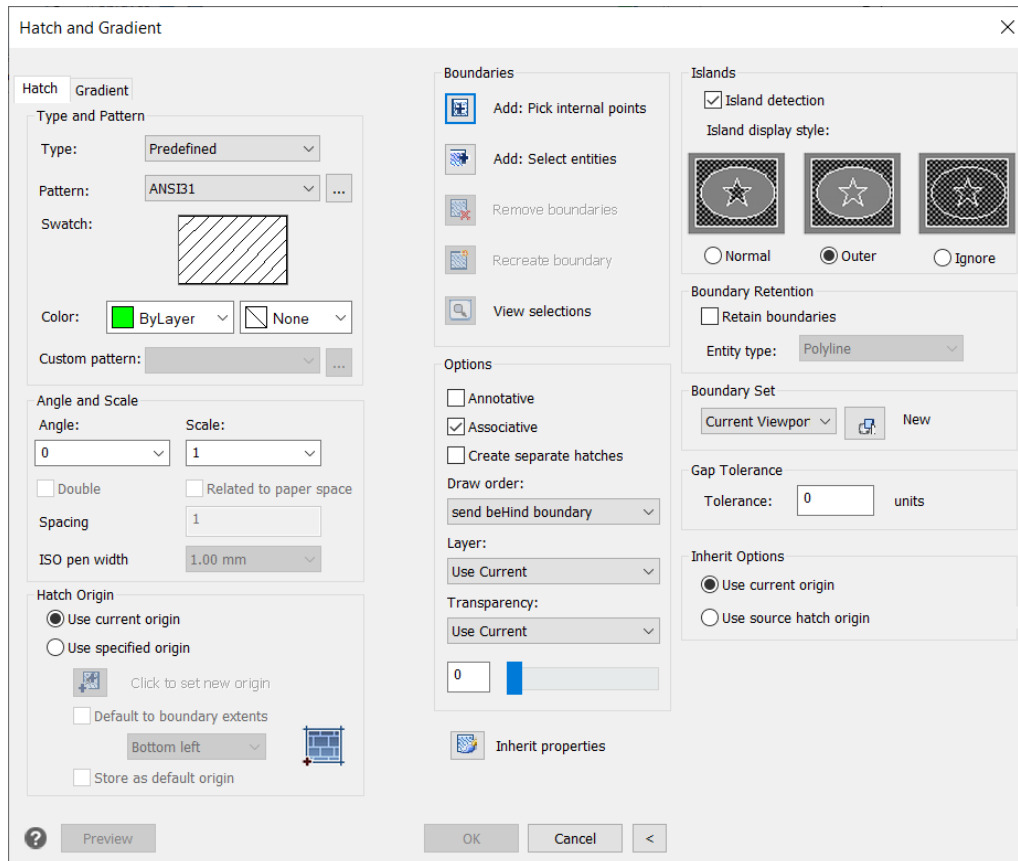 Hatch and Gradient
Hatch
Gradient
Type and Pattern
Type:
Predefined
Pattern:
ANSI31
...
Swatch:
Color:
ByLayer
None
Custom pattern:
...
Angle and Scale
Angle:
Scale:
0
1
Double
Related to paper space
Spacing
1
ISO pen width
1.00 mm
Hatch Origin
Use current origin
Use specified origin
Click to set new origin
Default to boundary extents
Bottom left
Store as default origin
? Preview
Boundaries
Add: Pick internal points
Add: Select entities
Remove boundaries
Recreate boundary
View selections
Options
Annotative
Associative
Create separate hatches
Draw order:
send beHind boundary
Layer:
Use Current
Transparency:
Use Current
0
Inherit properties
OK
Cancel
<
Islands
Island detection
Island display style:
Normal
Outer
Ignore
Boundary Retention
Retain boundaries
Entity type:
Polyline
Boundary Set
Current Viewpor
New
Gap Tolerance
Tolerance:
0
units
Inherit Options
Use current origin
Use source hatch origin